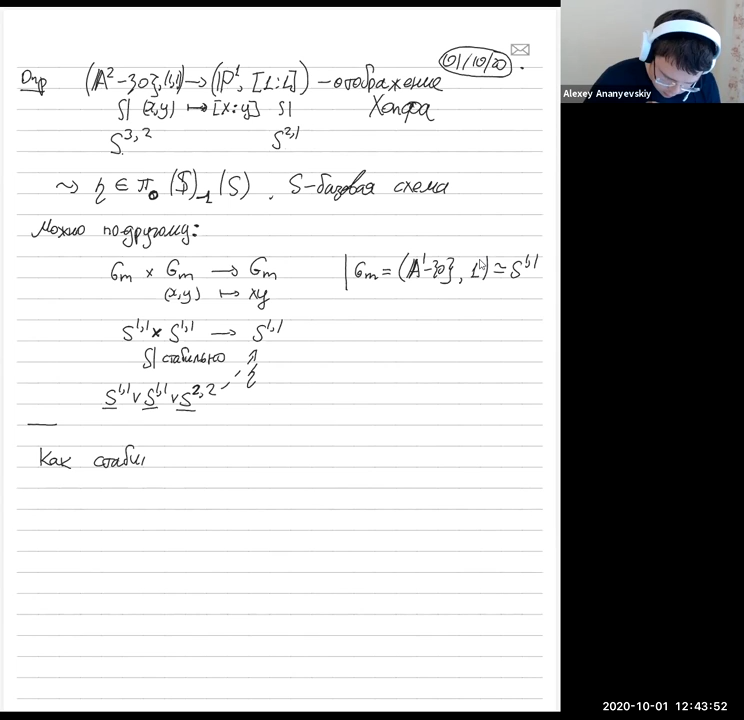 01/10/20
Опр (A²-{0},(1,1)) → (P¹, [1:1]) – отображение
S| (x,y) ↦ [x:y] S| Хопфа
S^{3,2} S^{2,1}
⇝ η ∈ π₀(𝕊)₋₁(S). S-базовая схема
Можно по-другому:
G_m × G_m → G_m | G_m = (A¹-{0}, 1) ≃ S^{1,1}
(x,y) ↦ xy
S^{1,1} × S^{1,1} → S^{1,1}
S| стабильно
η
S^{1,1} ∨ S^{1,1} ∨ S^{2,2}
Как стаби
Alexey Ananyevskiy
2020-10-01 12:43:52